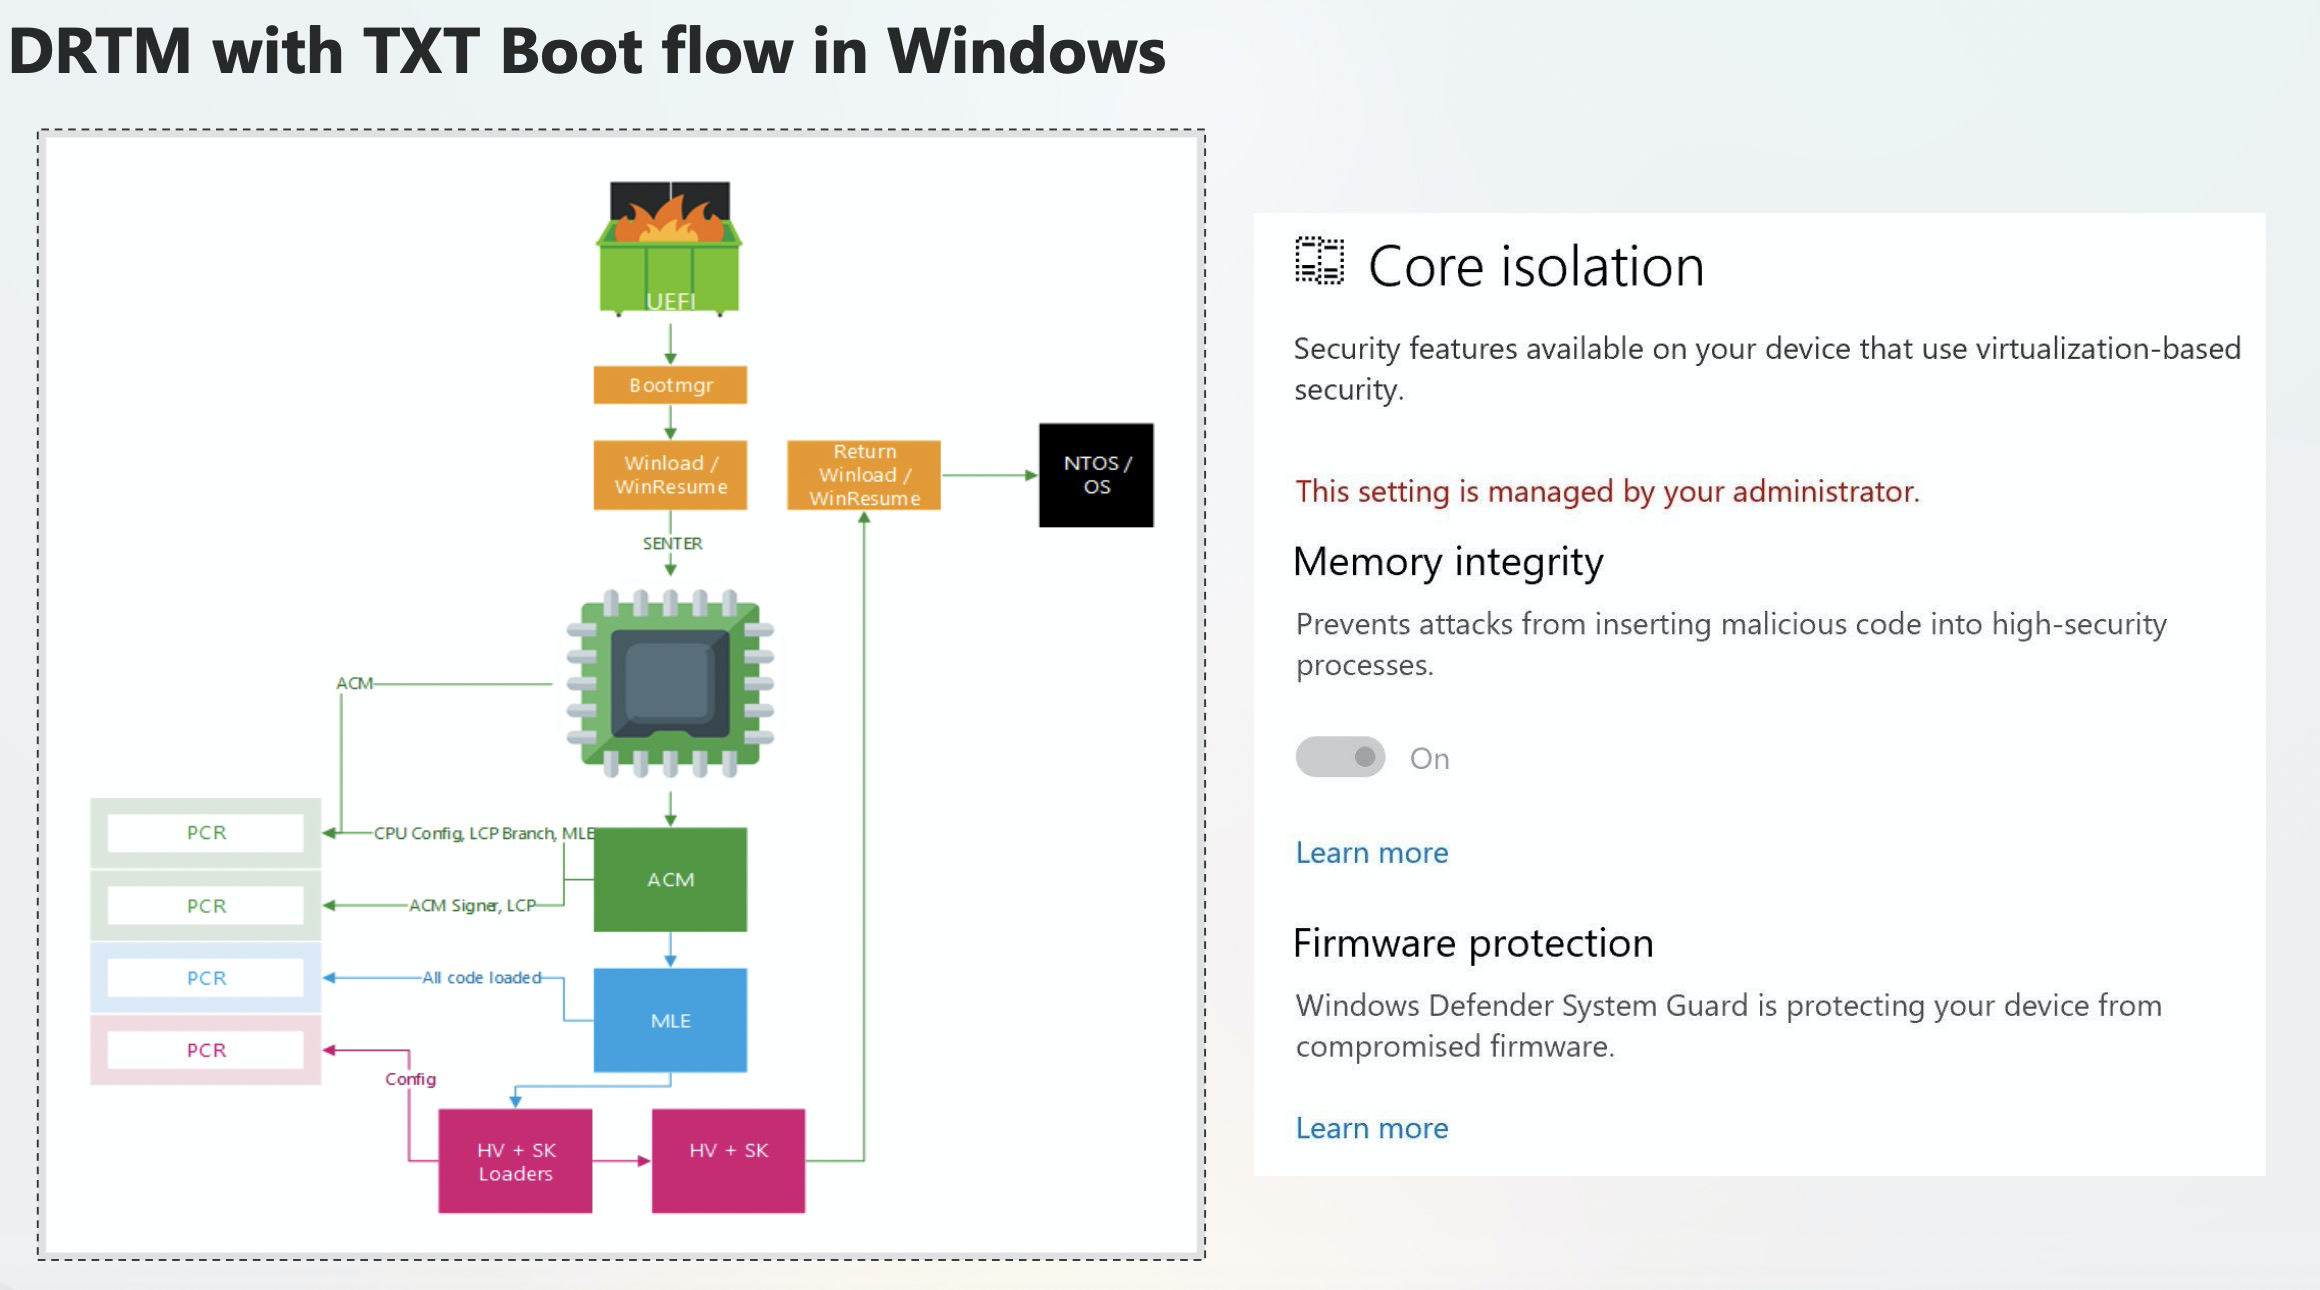 DRTM with TXT Boot flow in Windows
UEFI
Bootmgr
Winload /
WinResume
Return
Winload /
WinResume
NTOS /
OS
SENTER
ACM
PCR
CPU Config, LCP Branch, MLE
ACM
PCR
ACM Signer, LCP
PCR
All code loaded
MLE
PCR
Config
HV + SK
Loaders
HV + SK
Core isolation
Security features available on your device that use virtualization-based
security.
This setting is managed by your administrator.
Memory integrity
Prevents attacks from inserting malicious code into high-security
processes.
On
Learn more
Firmware protection
Windows Defender System Guard is protecting your device from
compromised firmware.
Learn more